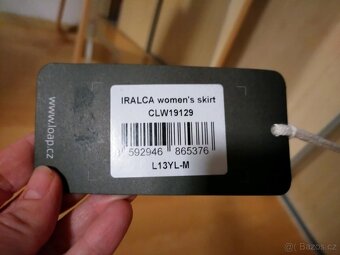 www.loap.cz
IRALCA women's skirt
CLW19129
592946 865376
L13YL-M
© Bazos.cz